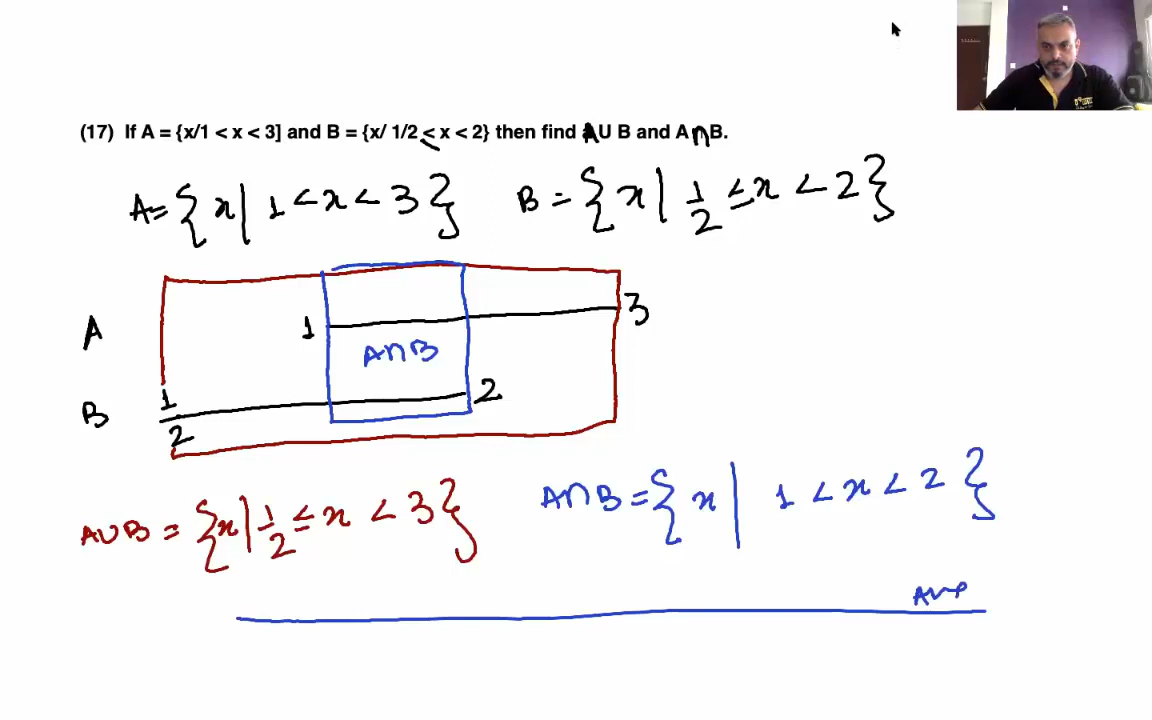 (17) If A = {x/1 < x < 3] and B = {x/ 1/2 ≤ x < 2} then find A U B and A ∩ B.
A = {x | 1 < x < 3} B = {x | 1/2 ≤ x < 2}
A 1 3
A∩B
B 1/2 2
A∪B = {x | 1/2 ≤ x < 3} A∩B = {x | 1 < x < 2}